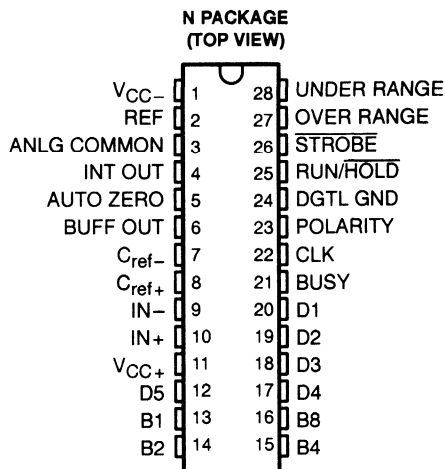 N PACKAGE
(TOP VIEW)
VCC− 1 28 UNDER RANGE
REF 2 27 OVER RANGE
ANLG COMMON 3 26 STROBE
INT OUT 4 25 RUN/HOLD
AUTO ZERO 5 24 DGTL GND
BUFF OUT 6 23 POLARITY
Cref− 7 22 CLK
Cref+ 8 21 BUSY
IN− 9 20 D1
IN+ 10 19 D2
VCC+ 11 18 D3
D5 12 17 D4
B1 13 16 B8
B2 14 15 B4